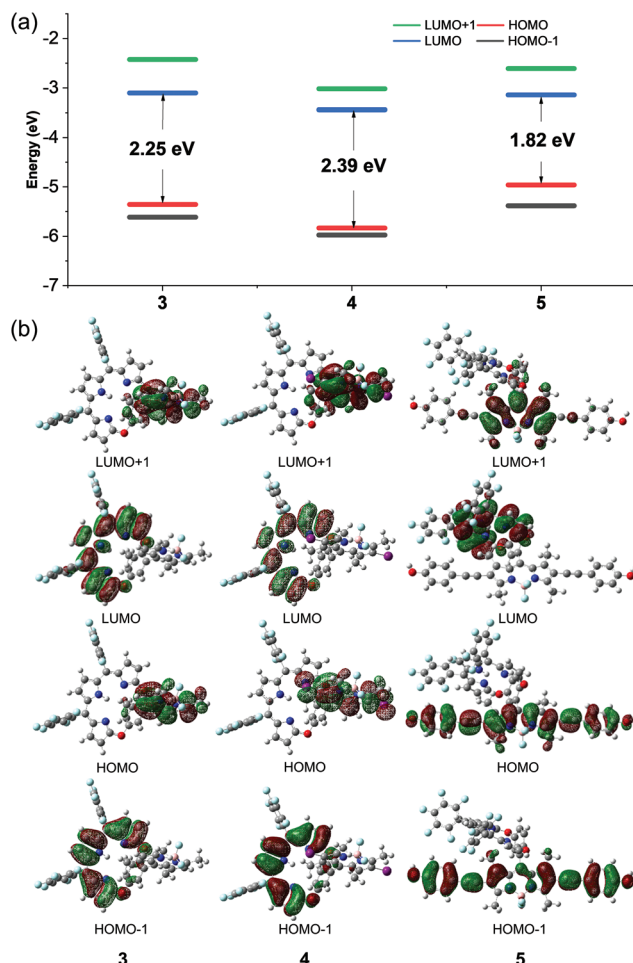 (a)
LUMO+1 HOMO
LUMO HOMO-1
Energy (eV)
-2
-3
-4
-5
-6
-7
2.25 eV
2.39 eV
1.82 eV
3 4 5
(b)
LUMO+1 LUMO+1 LUMO+1
LUMO LUMO LUMO
HOMO HOMO HOMO
HOMO-1 HOMO-1 HOMO-1
3 4 5